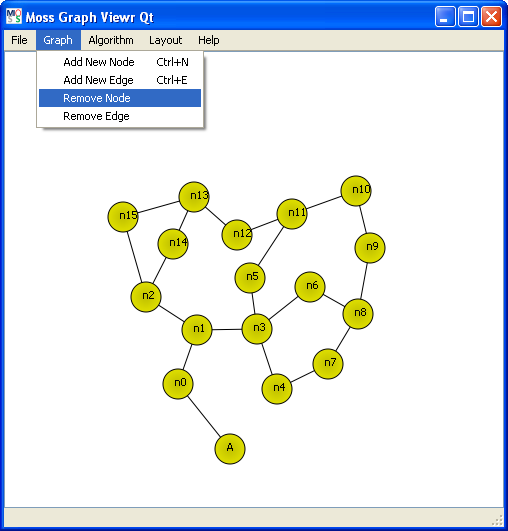 Moss Graph Viewr Qt
File Graph Algorithm Layout Help
Add New Node Ctrl+N
Add New Edge Ctrl+E
Remove Node
Remove Edge
n10
n13
n15
n11
n12
n14
n9
n5
n6
n2
n8
n1
n3
n7
n0
n4
A